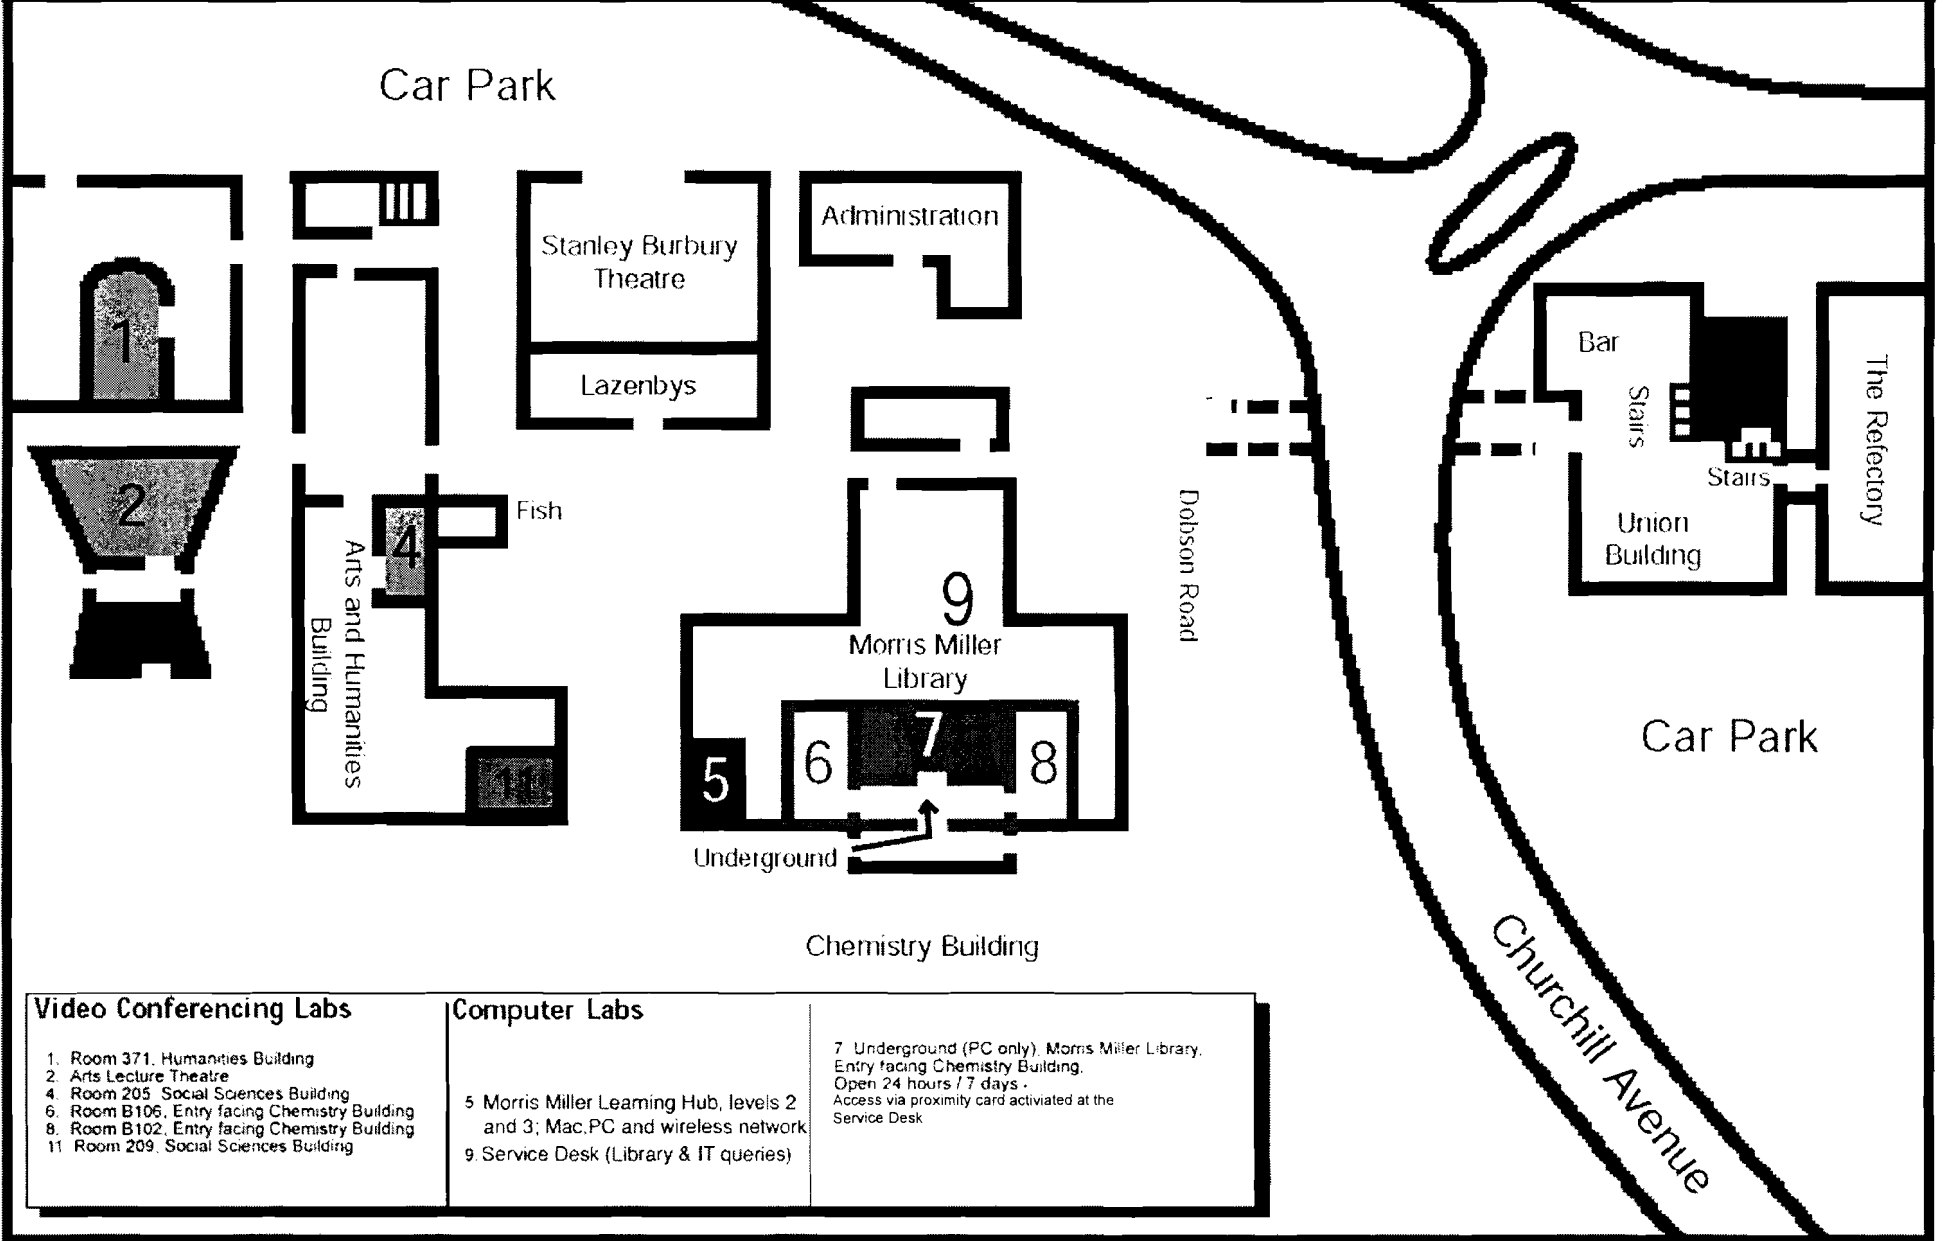 Car Park
Administration
Stanley Burbury
Theatre
1
Bar
Lazenbys
Stairs
The Refectory
2
Stairs
Fish
4
Dobson Road
Union
Building
Arts and Humanities
Building
9
Morris Miller
Library
7
Car Park
6
8
5
11
Underground
Chemistry Building
Churchill Avenue
Video Conferencing Labs
1. Room 371, Humanities Building
2. Arts Lecture Theatre
4. Room 205 Social Sciences Building
6. Room B106, Entry facing Chemistry Building
8. Room B102, Entry facing Chemistry Building
11 Room 209, Social Sciences Building
Computer Labs
5 Morris Miller Learning Hub, levels 2
and 3; Mac,PC and wireless network
9. Service Desk (Library & IT queries)
7 Underground (PC only), Morris Miller Library,
Entry facing Chemistry Building,
Open 24 hours / 7 days -
Access via proximity card activiated at the
Service Desk